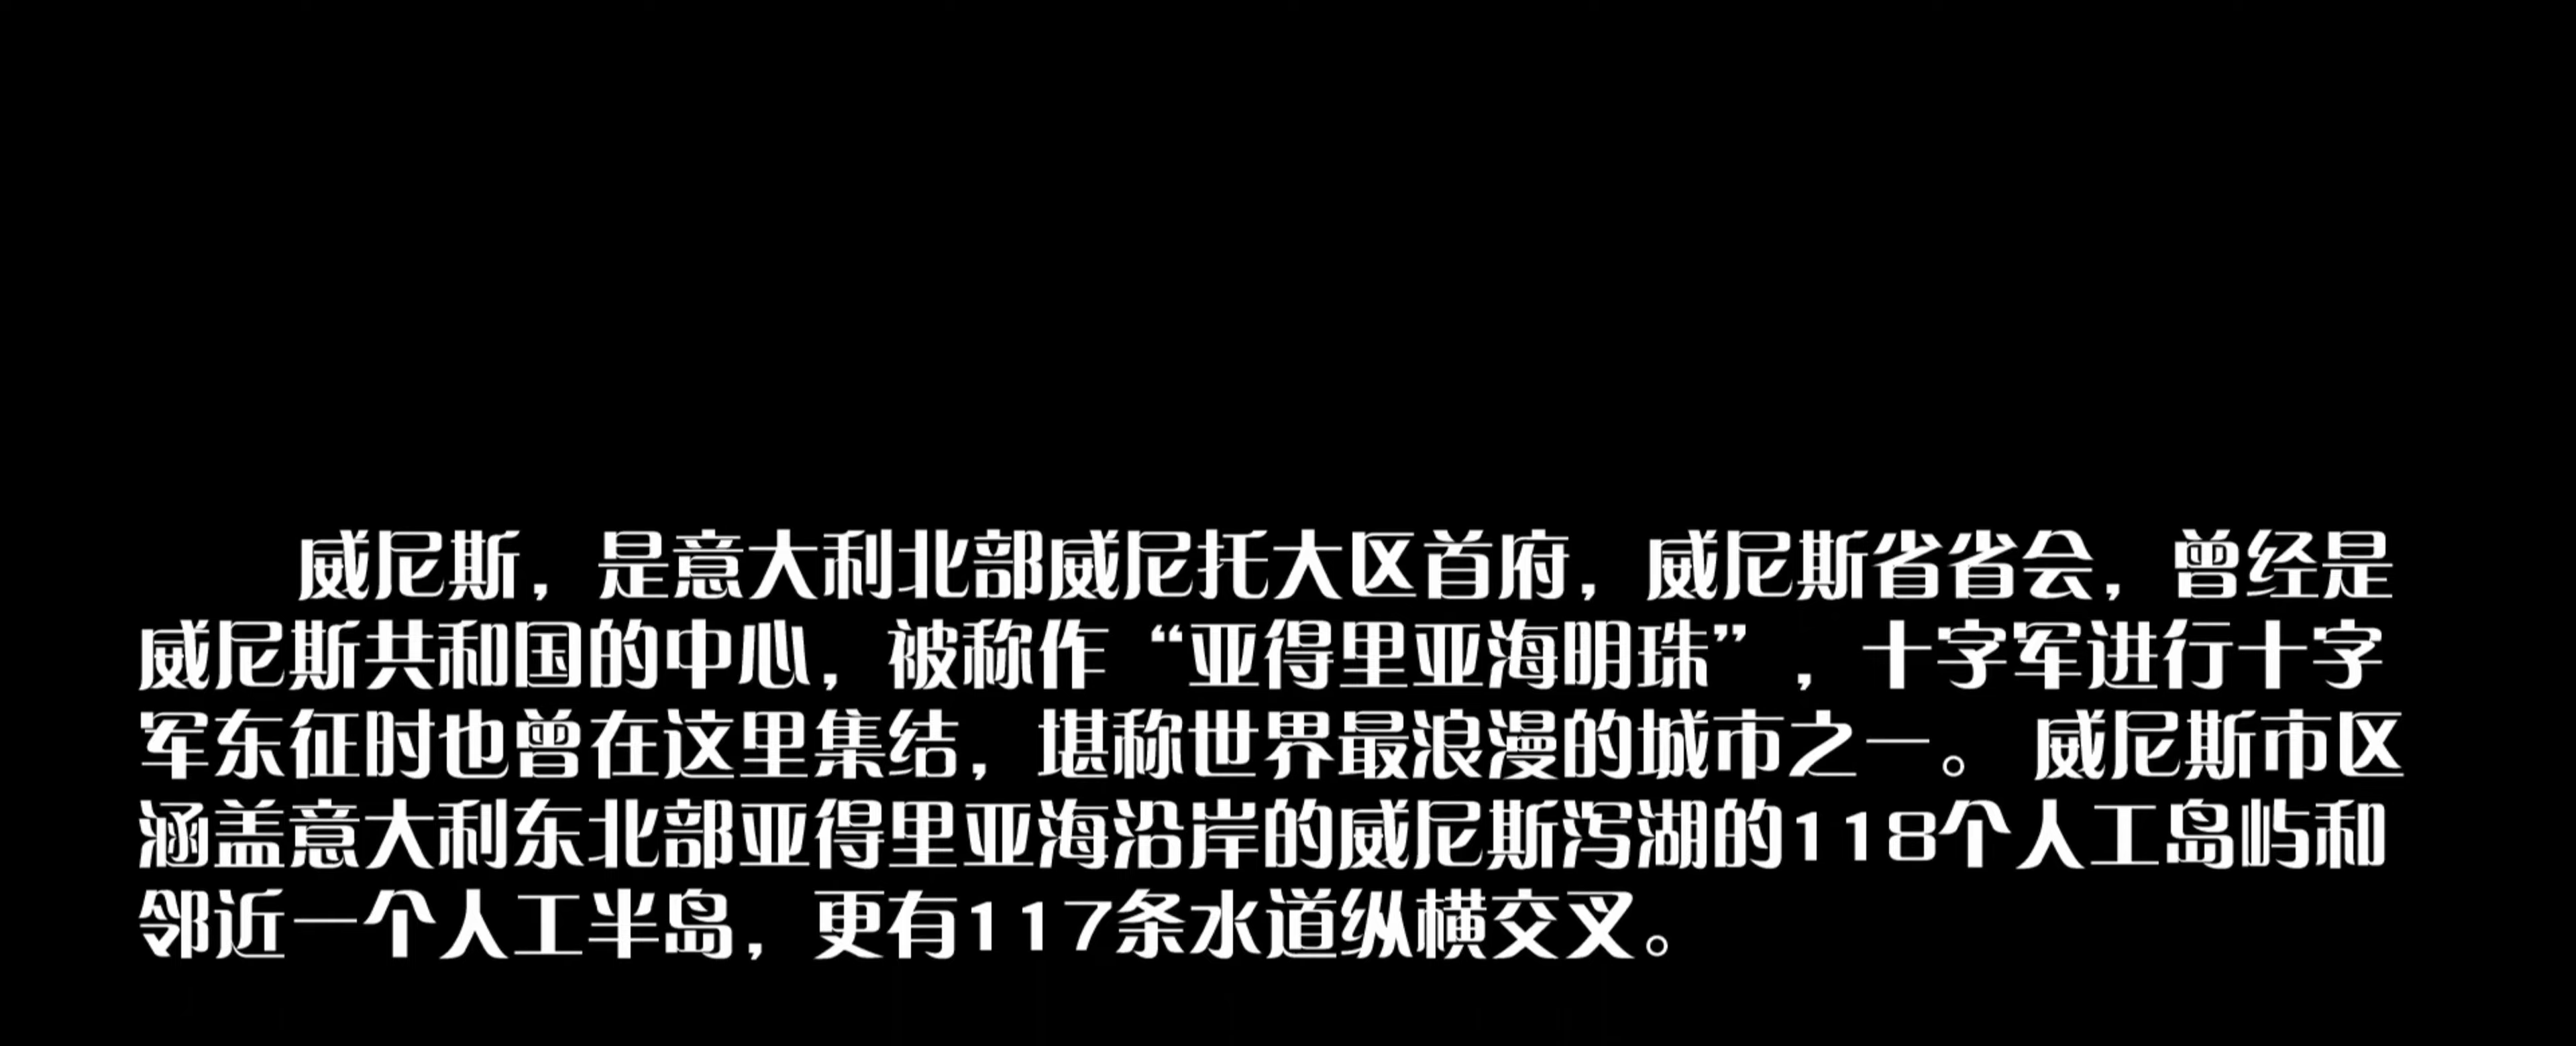 威尼斯，是意大利北部威尼托大区首府，威尼斯省省会，曾经是
威尼斯共和国的中心，被称作“亚得里亚海明珠”，十字军进行十字
军东征时也曾在这里集结，堪称世界最浪漫的城市之一。 威尼斯市区
涵盖意大利东北部亚得里亚海沿岸的威尼斯泻湖的118个人工岛屿和
邻近一个人工半岛，更有117条水道纵横交叉。